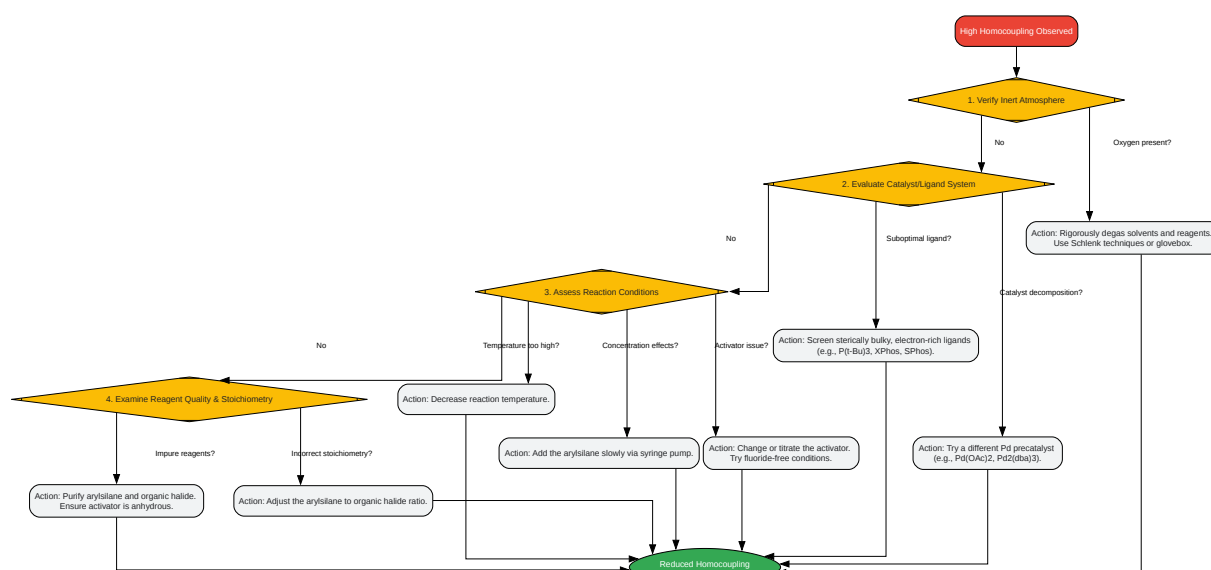 High Homocoupling Observed
1. Verify Inert Atmosphere
No
Oxygen present?
2. Evaluate Catalyst/Ligand System
Action: Rigorously degas solvents and reagents.
Use Schlenk techniques or glovebox.
No
Suboptimal ligand?
Catalyst decomposition?
3. Assess Reaction Conditions
Action: Screen sterically bulky, electron-rich ligands
(e.g., P(t-Bu)3, XPhos, SPhos).
No
Temperature too high?
Concentration effects?
Activator issue?
4. Examine Reagent Quality & Stoichiometry
Action: Decrease reaction temperature.
Impure reagents?
Incorrect stoichiometry?
Action: Add the arylsilane slowly via syringe pump.
Action: Change or titrate the activator.
Try fluoride-free conditions.
Action: Try a different Pd precatalyst
(e.g., Pd(OAc)2, Pd2(dba)3).
Action: Purify arylsilane and organic halide.
Ensure activator is anhydrous.
Action: Adjust the arylsilane to organic halide ratio.
Reduced Homocoupling